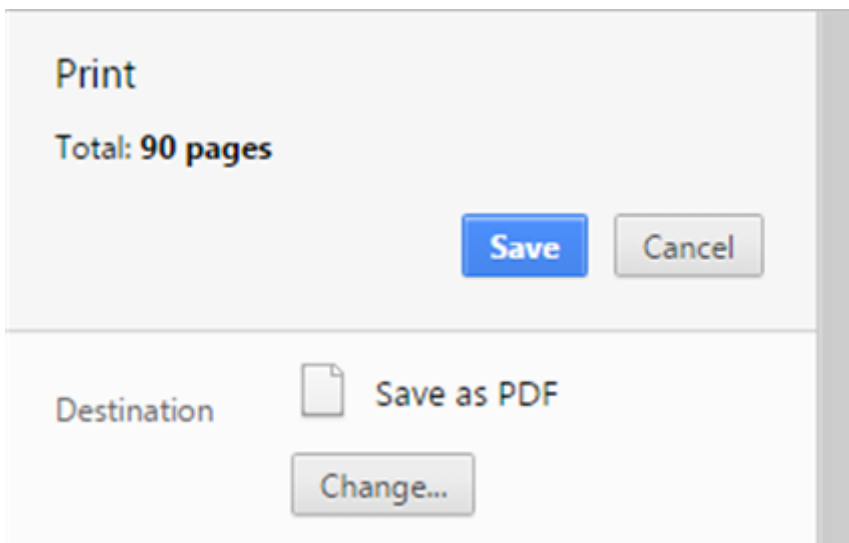 Print
Total: 90 pages
Save Cancel
Destination Save as PDF
Change...